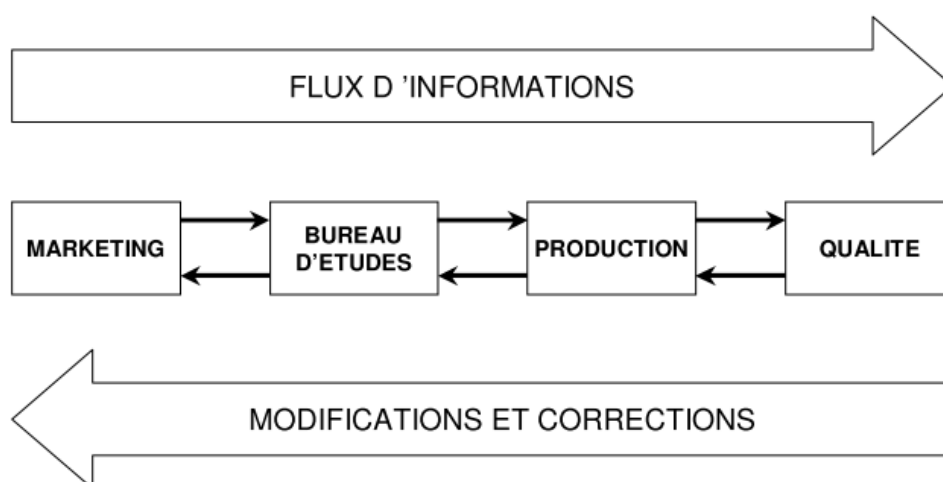 FLUX D ’INFORMATIONS
MARKETING
BUREAU
D’ETUDES
PRODUCTION
QUALITE
MODIFICATIONS ET CORRECTIONS